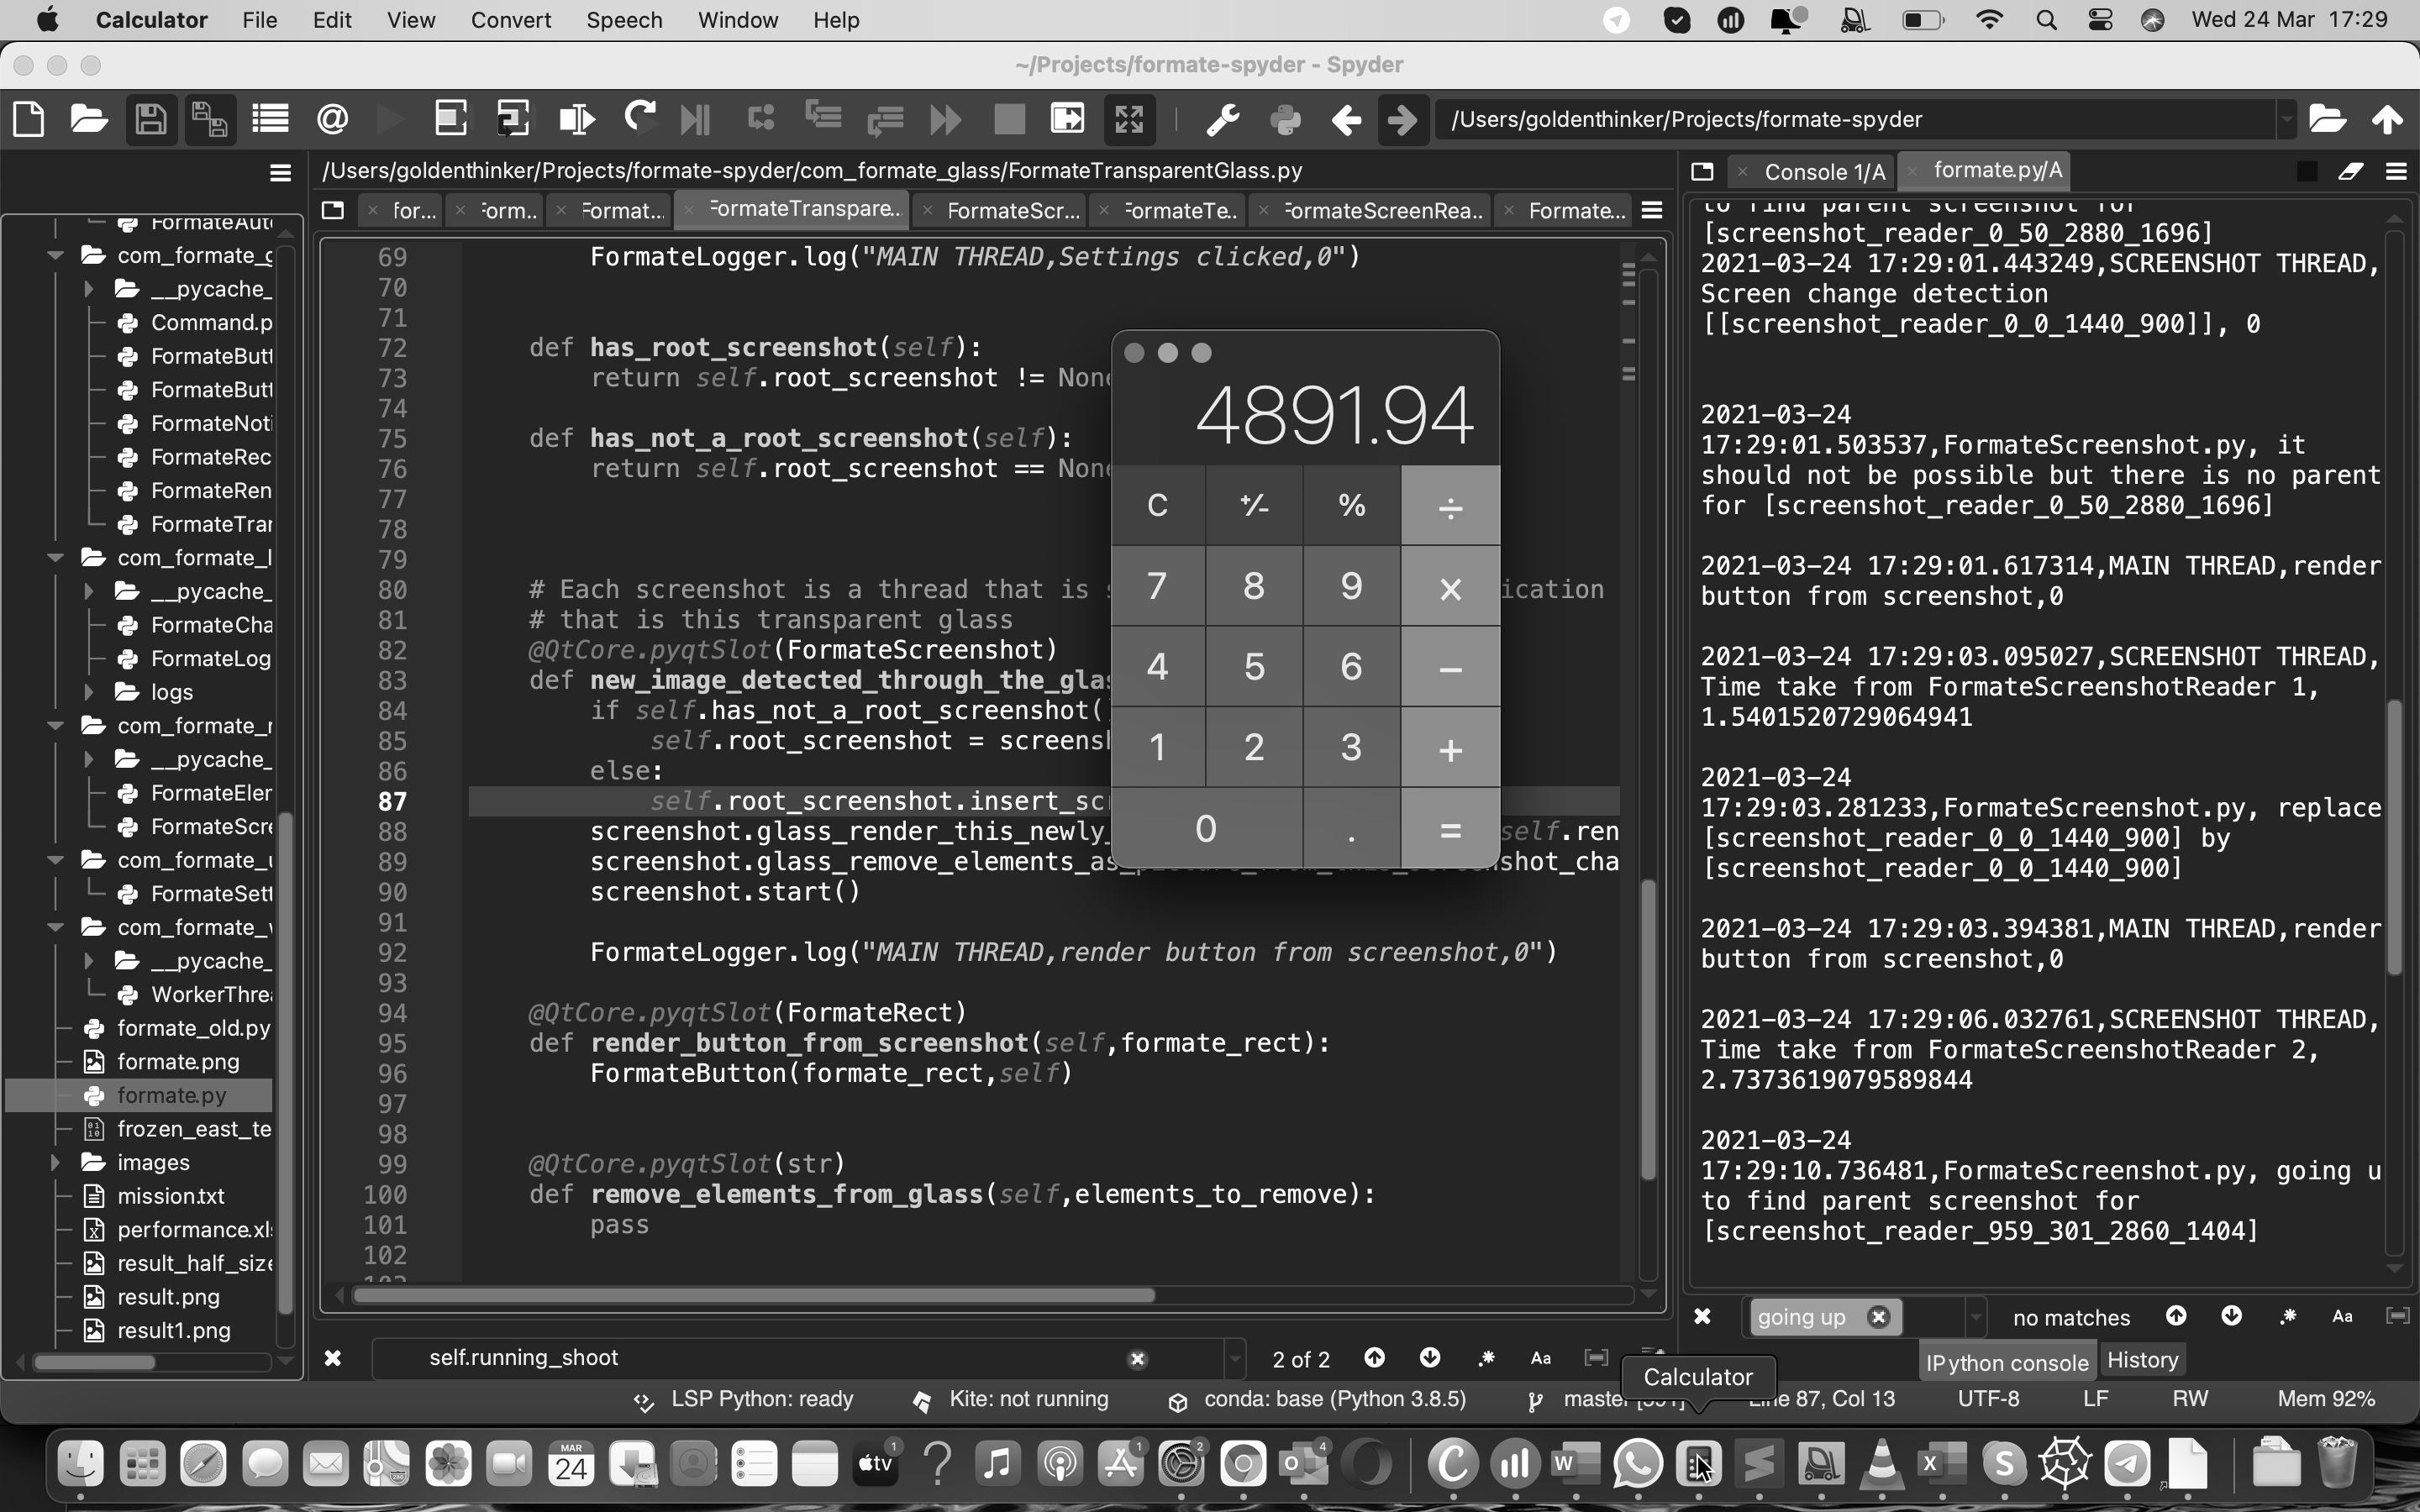 Calculator File Edit View Convert Speech Window Help Wed 24 Mar 17:29
~/Projects/formate-spyder - Spyder
/Users/goldenthinker/Projects/formate-spyder
/Users/goldenthinker/Projects/formate-spyder/com_formate_glass/FormateTransparentGlass.py
for... Form... Format... FormateTranspare... FormateScr... FormateTe... FormateScreenRea... Formate...
FormateAut
com_formate_g
__pycache_
Command.p
FormateButt
FormateButt
FormateNoti
FormateRec
FormateRen
FormateTrar
com_formate_l
__pycache_
FormateCha
FormateLog
logs
com_formate_r
__pycache_
FormateEler
FormateScre
com_formate_u
FormateSett
com_formate_v
__pycache_
WorkerThrea
formate_old.py
formate.png
formate.py
frozen_east_te
images
mission.txt
performance.xl
result_half_size
result.png
result1.png
69 FormateLogger.log("MAIN THREAD,Settings clicked,0")
70
71
72 def has_root_screenshot(self):
73 return self.root_screenshot != None
74
75 def has_not_a_root_screenshot(self):
76 return self.root_screenshot == None
77
78
79
80 # Each screenshot is a thread that is s ication
81 # that is this transparent glass
82 @QtCore.pyqtSlot(FormateScreenshot)
83 def new_image_detected_through_the_glas
84 if self.has_not_a_root_screenshot()
85 self.root_screenshot = screensh
86 else:
87 self.root_screenshot.insert_scr
88 screenshot.glass_render_this_newly_ self.ren
89 screenshot.glass_remove_elements_as_picture_from_this_screenshot_cha
90 screenshot.start()
91
92 FormateLogger.log("MAIN THREAD,render button from screenshot,0")
93
94 @QtCore.pyqtSlot(FormateRect)
95 def render_button_from_screenshot(self,formate_rect):
96 FormateButton(formate_rect,self)
97
98
99 @QtCore.pyqtSlot(str)
100 def remove_elements_from_glass(self,elements_to_remove):
101 pass
102
103
4891.94
C +⁄- % ÷
7 8 9 ×
4 5 6 −
1 2 3 +
0 . =
self.running_shoot 2 of 2 Aa
Console 1/A formate.py/A
to find parent screenshot for
[screenshot_reader_0_50_2880_1696]
2021-03-24 17:29:01.443249,SCREENSHOT THREAD,
Screen change detection
[[screenshot_reader_0_0_1440_900]], 0
2021-03-24
17:29:01.503537,FormateScreenshot.py, it
should not be possible but there is no parent
for [screenshot_reader_0_50_2880_1696]
2021-03-24 17:29:01.617314,MAIN THREAD,render
button from screenshot,0
2021-03-24 17:29:03.095027,SCREENSHOT THREAD,
Time take from FormateScreenshotReader 1,
1.5401520729064941
2021-03-24
17:29:03.281233,FormateScreenshot.py, replace
[screenshot_reader_0_0_1440_900] by
[screenshot_reader_0_0_1440_900]
2021-03-24 17:29:03.394381,MAIN THREAD,render
button from screenshot,0
2021-03-24 17:29:06.032761,SCREENSHOT THREAD,
Time take from FormateScreenshotReader 2,
2.7373619079589844
2021-03-24
17:29:10.736481,FormateScreenshot.py, going u
to find parent screenshot for
[screenshot_reader_959_301_2860_1404]
going up no matches Aa
IPython console History
Calculator
LSP Python: ready Kite: not running conda: base (Python 3.8.5) master [591] Line 87, Col 13 UTF-8 LF RW Mem 92%
MAR
24
tv 1 1 2 4